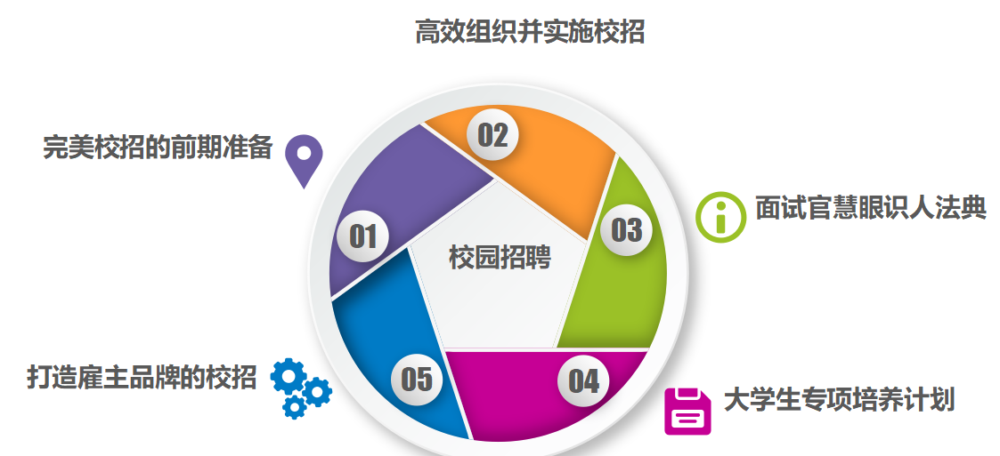 高效组织并实施校招
完美校招的前期准备
02
面试官慧眼识人法典
03
01
校园招聘
打造雇主品牌的校招
05
04
大学生专项培养计划